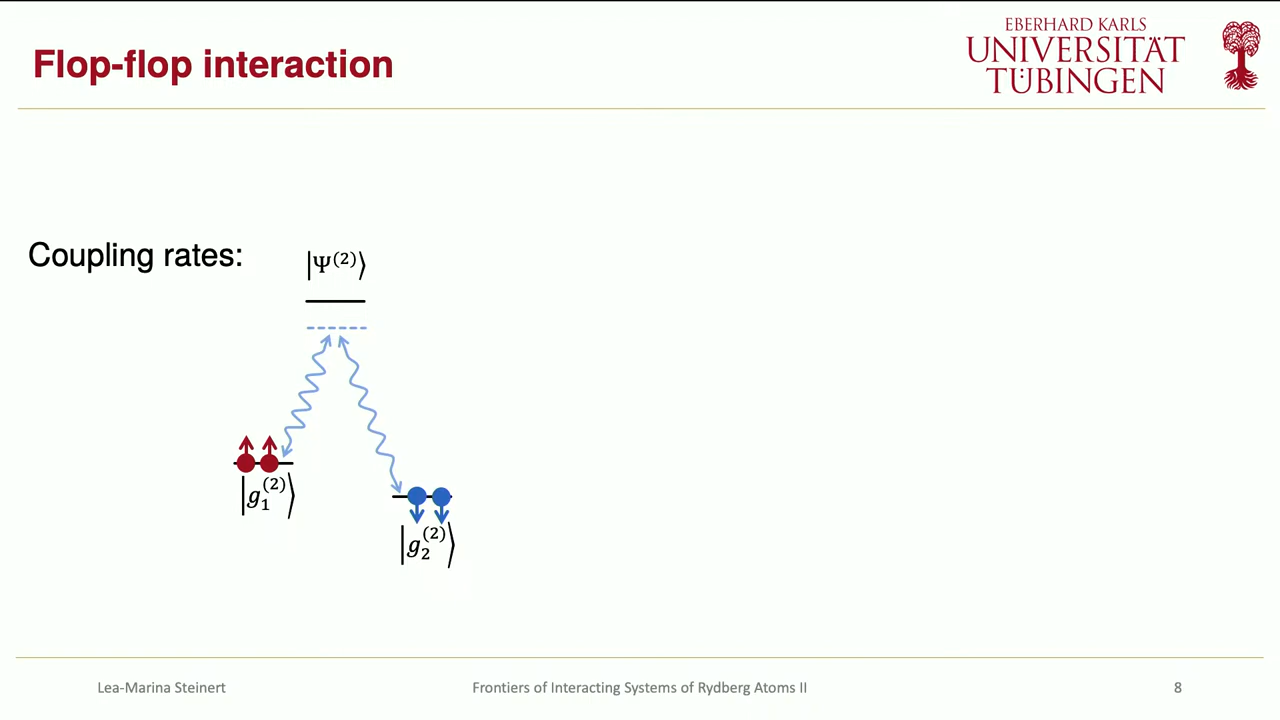 Flop-flop interaction
EBERHARD KARLS
UNIVERSITÄT
TÜBINGEN
Coupling rates:
|Ψ⁽²⁾⟩
|g₁⁽²⁾⟩
|g₂⁽²⁾⟩
Lea-Marina Steinert
Frontiers of Interacting Systems of Rydberg Atoms II
8